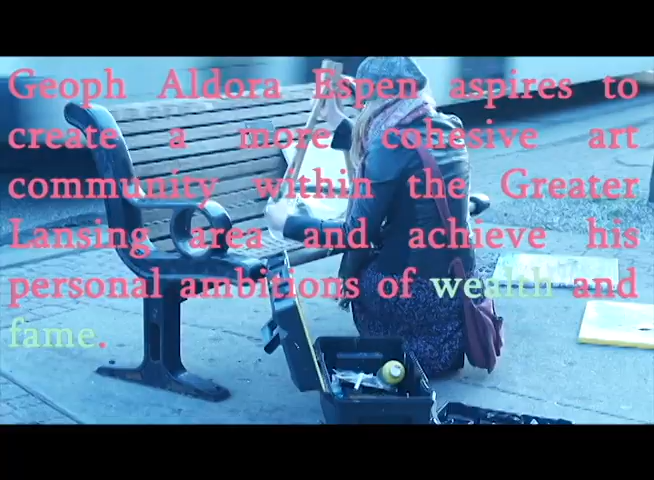 Geoph Aldora Espen aspires to
create a more cohesive art
community within the Greater
Lansing area and achieve his
personal ambitions of wealth and
fame.